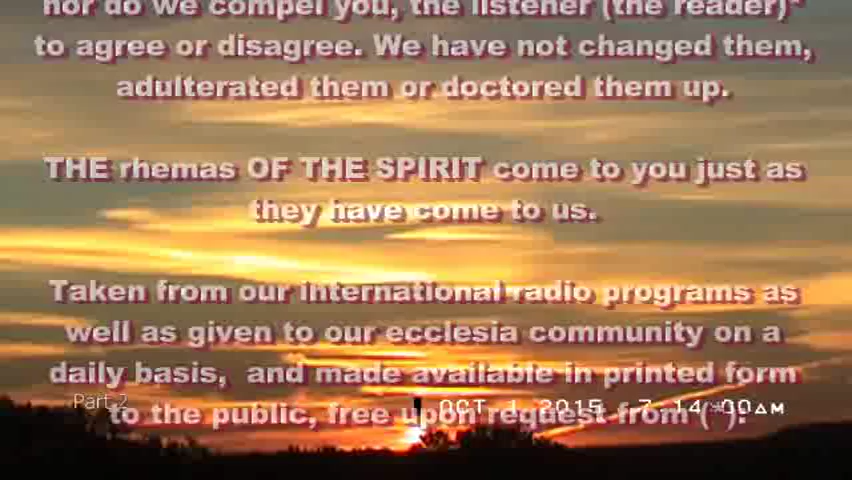 nor do we compel you, the listener (the reader)*
to agree or disagree. We have not changed them,
adulterated them or doctored them up.
THE rhemas OF THE SPIRIT come to you just as
they have come to us.
Taken from our international radio programs as
well as given to our ecclesia community on a
daily basis, and made available in printed form
to the public, free upon request from (*).
Part 2
OCT 1 2015 7:14:00AM